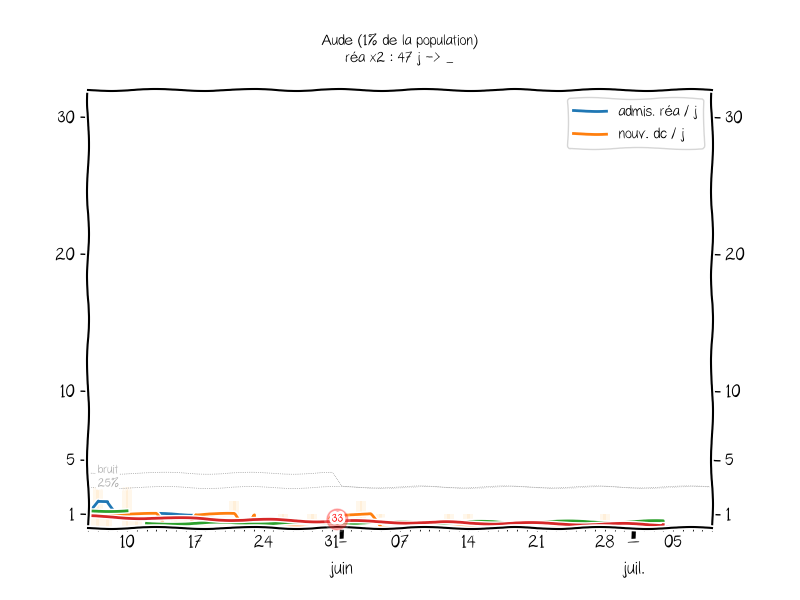 Aude (1% de la population)
réa x2 : 47 j -> _
admis. réa / j
nouv. dc / j
30 30
20 20
10 10
5 5
1 1
bruit
25%
33
10 17 24 31 07 14 21 28 05
juin juil.